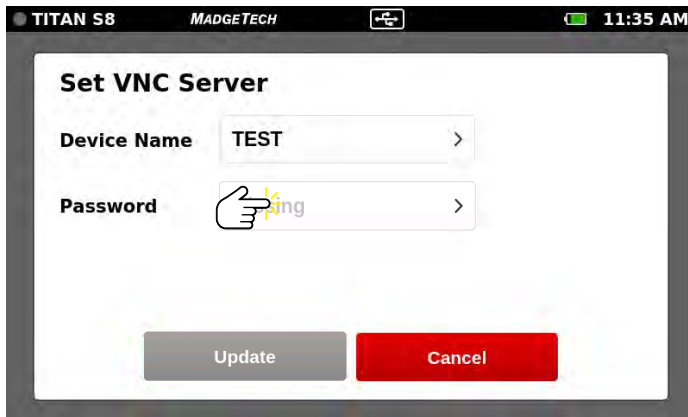 TITAN S8 MADGETECH 11:35 AM
Set VNC Server
Device Name TEST
Password
Update Cancel